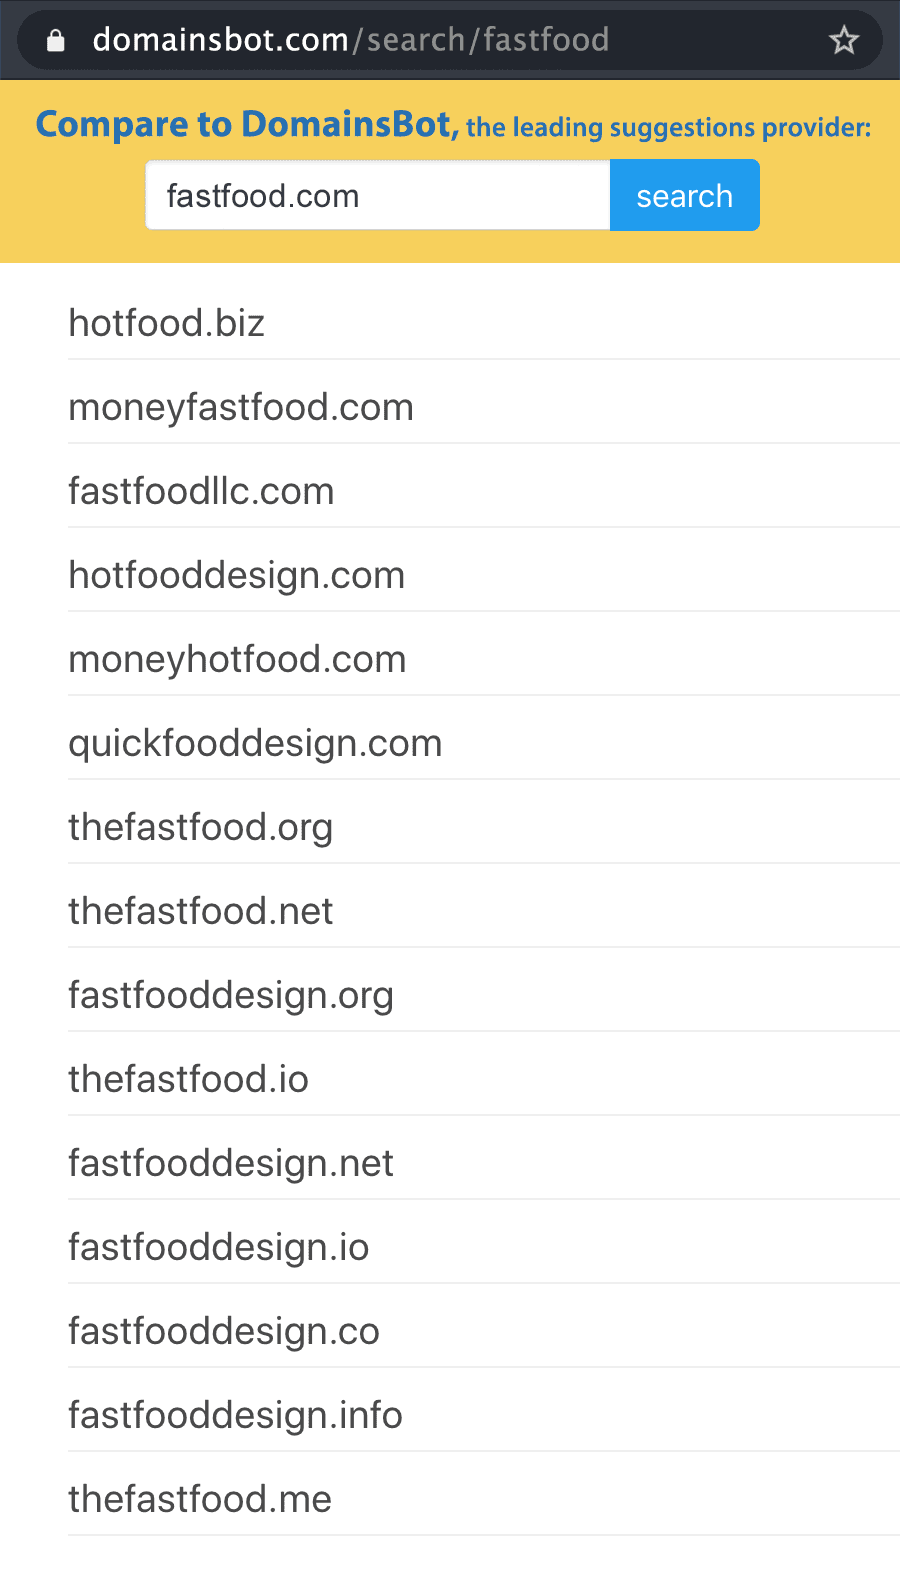 domainsbot.com/search/fastfood
Compare to DomainsBot, the leading suggestions provider:
fastfood.com search
hotfood.biz
moneyfastfood.com
fastfoodllc.com
hotfooddesign.com
moneyhotfood.com
quickfooddesign.com
thefastfood.org
thefastfood.net
fastfooddesign.org
thefastfood.io
fastfooddesign.net
fastfooddesign.io
fastfooddesign.co
fastfooddesign.info
thefastfood.me